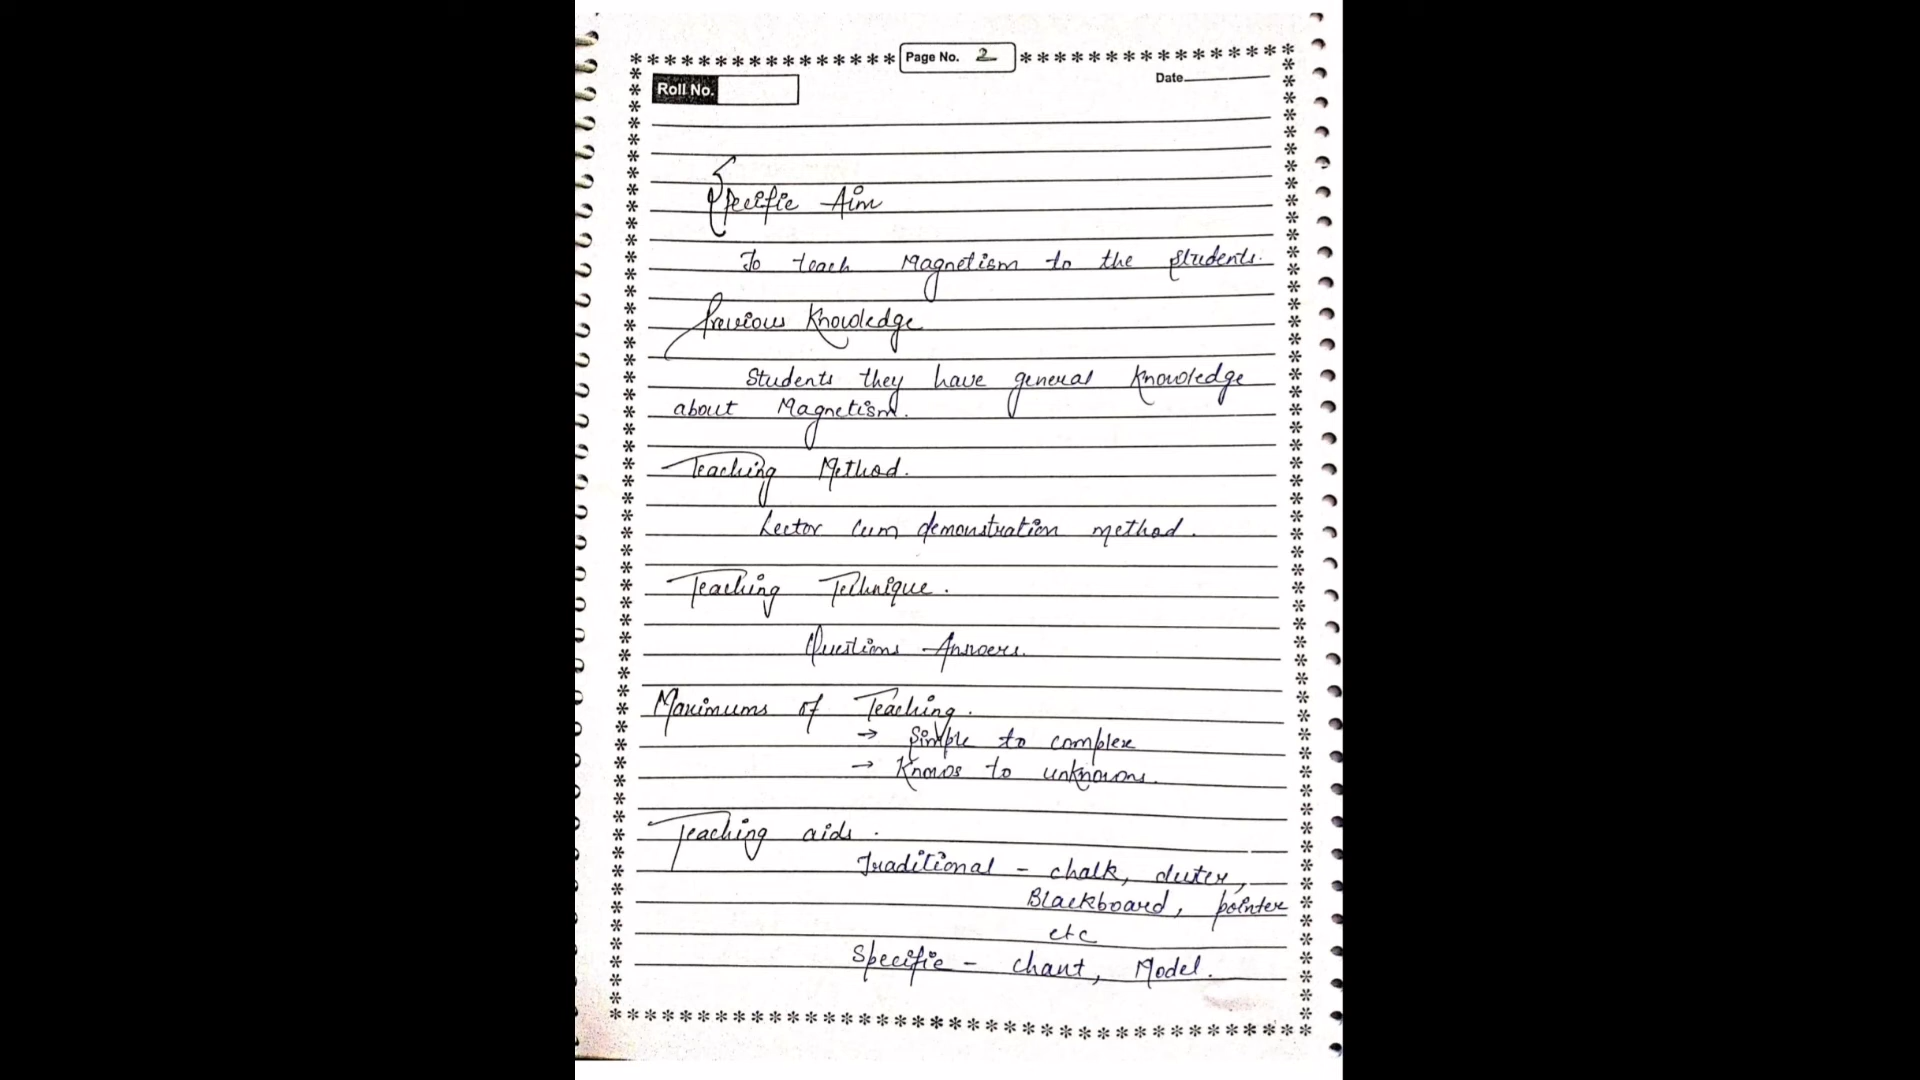 Page No. 2
Roll No.
Date
Specific Aim
To teach Magnetism to the students.
Previous Knowledge
Students they have general knowledge
about Magnetism.
Teaching Method.
Lector cum demonstration method.
Teaching Technique.
Questions Answers.
Maximums of Teaching.
→ Simple to complex
→ Knows to unknowns.
Teaching aids.
Traditional - chalk, duster,
Blackboard, pointer
etc
Specific - chart, Model.